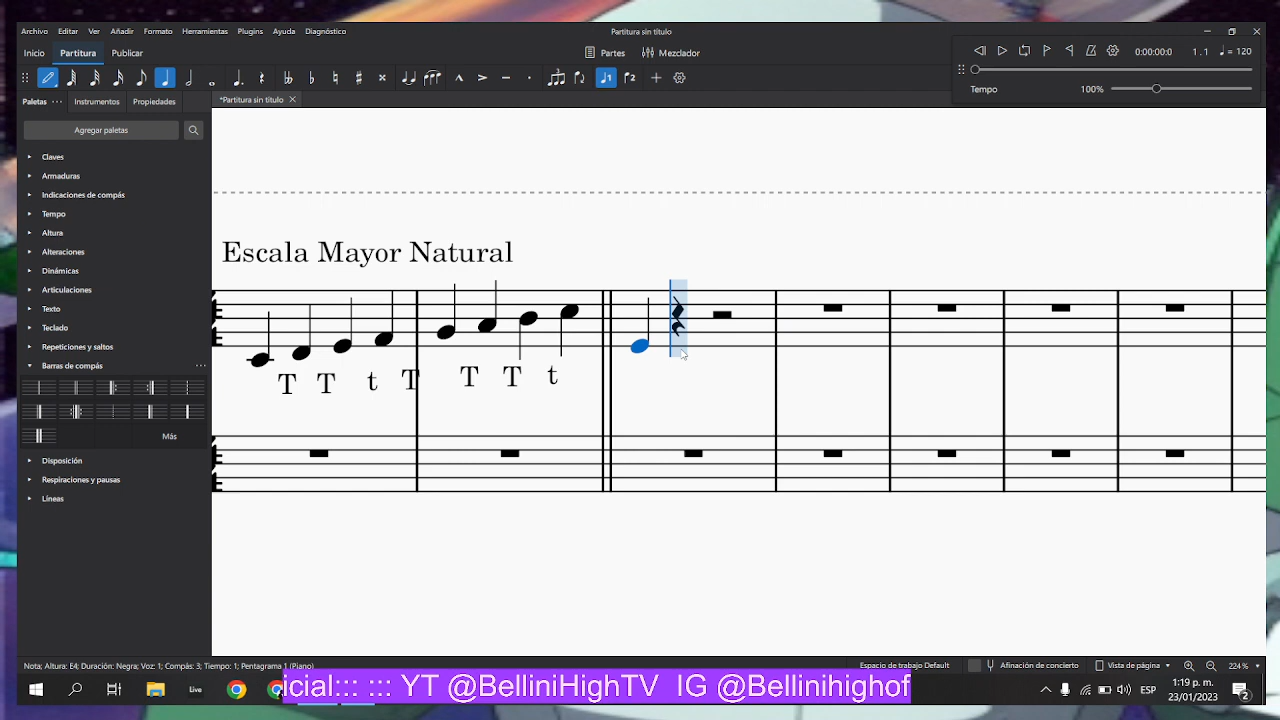 Archivo Editar Ver Añadir Formato Herramientas Plugins Ayuda Diagnóstico Partitura sin título
Inicio Partitura Publicar Partes Mezclador
0:00:00:0 1.1 = 120
Tempo 100%
Paletas Instrumentos Propiedades *Partitura sin título
Agregar paletas
Claves
Armaduras
Indicaciones de compás
Tempo
Altura
Alteraciones
Dinámicas
Articulaciones
Texto
Teclado
Repeticiones y saltos
Barras de compás
Más
Disposición
Respiraciones y pausas
Líneas
Escala Mayor Natural
T T t T T T t
Nota; Altura: E4; Duración: Negra; Voz: 1; Compás: 3; Tiempo: 1; Pentagrama 1 (Piano)
Espacio de trabajo Default Afinación de concierto Vista de página 224 %
Live
icial::: ::: YT @BelliniHighTV IG @Bellinihighof
ESP
1:19 p. m.
23/01/2023
2